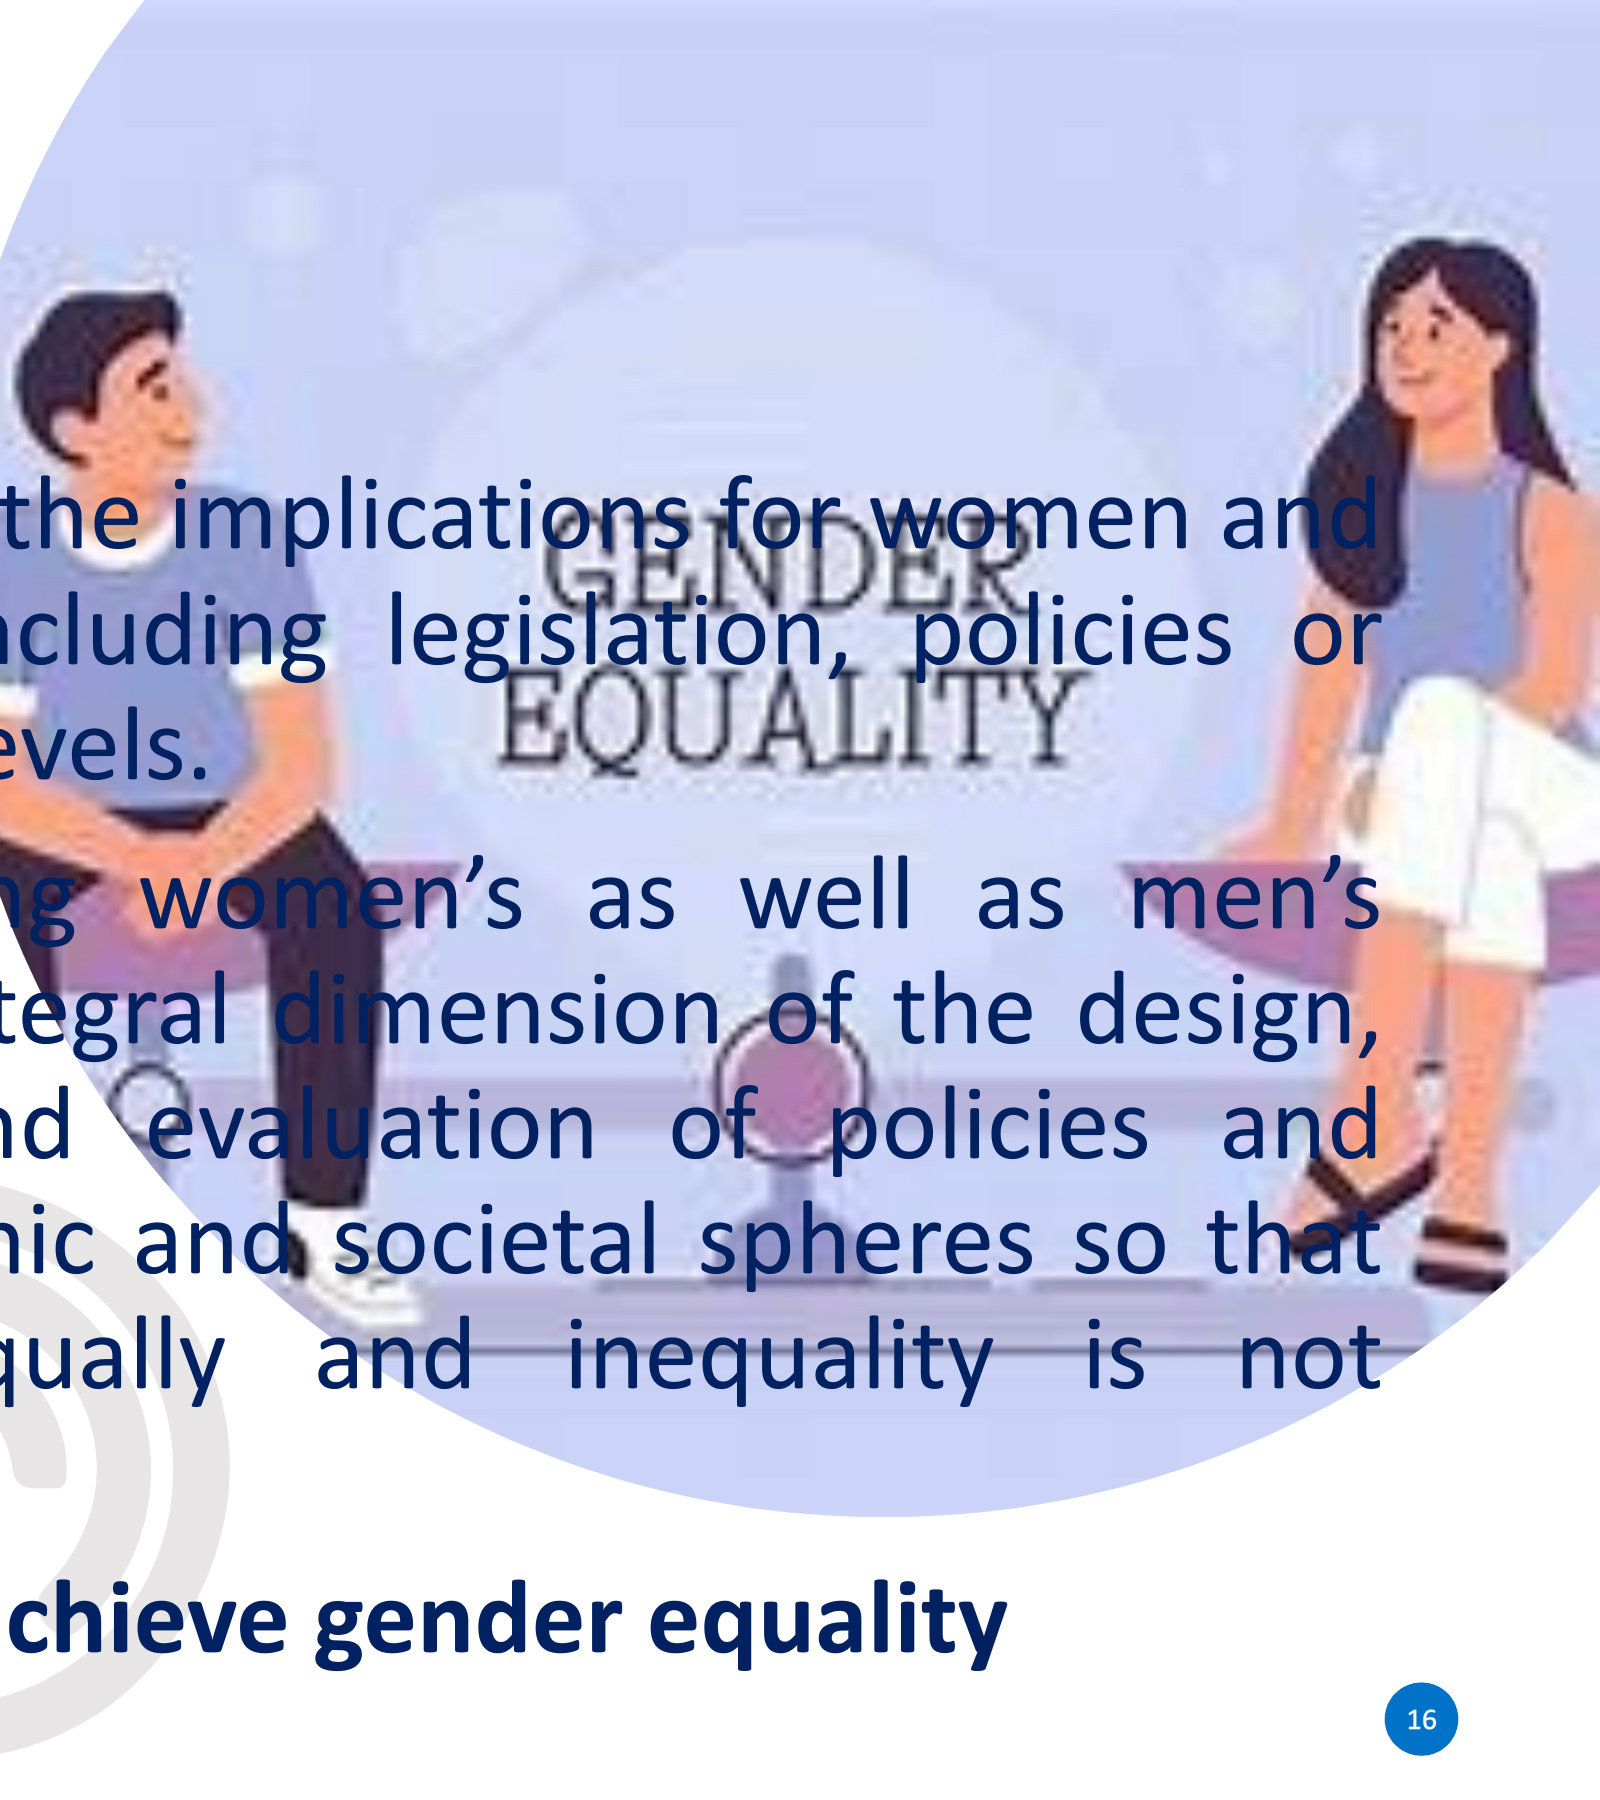 the implications for women and
ncluding legislation, policies or
evels.
ng women’s as well as men’s
tegral dimension of the design,
nd evaluation of policies and
nic and societal spheres so that
qually and inequality is not
chieve gender equality
GENDER
EQUALITY
16